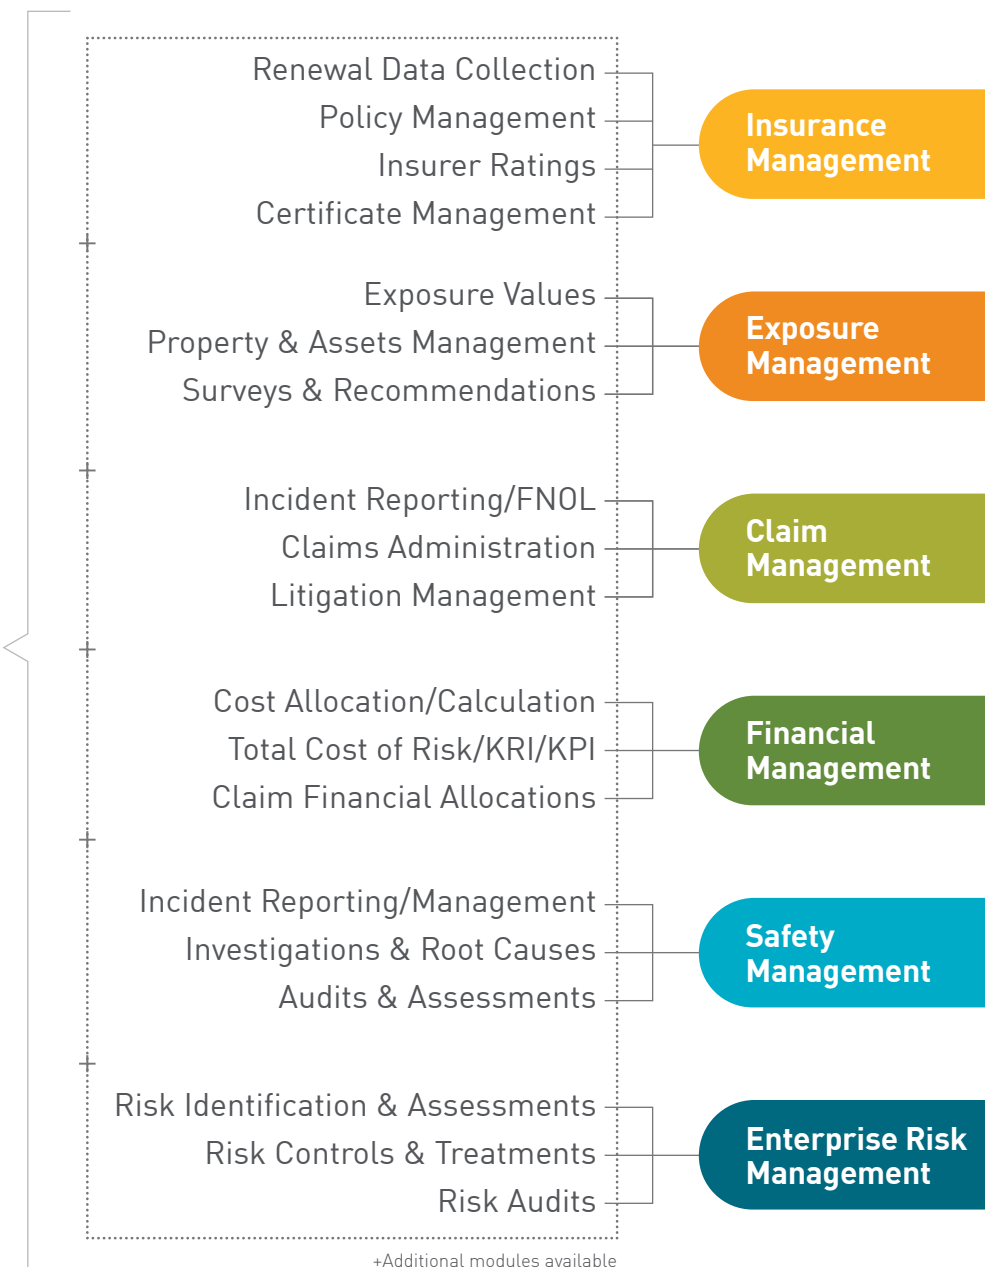 Renewal Data Collection
Policy Management
Insurer Ratings
Certificate Management
Insurance
Management
Exposure Values
Property & Assets Management
Surveys & Recommendations
Exposure
Management
Incident Reporting/FNOL
Claims Administration
Litigation Management
Claim
Management
Cost Allocation/Calculation
Total Cost of Risk/KRI/KPI
Claim Financial Allocations
Financial
Management
Incident Reporting/Management
Investigations & Root Causes
Audits & Assessments
Safety
Management
Risk Identification & Assessments
Risk Controls & Treatments
Risk Audits
Enterprise Risk
Management
+Additional modules available